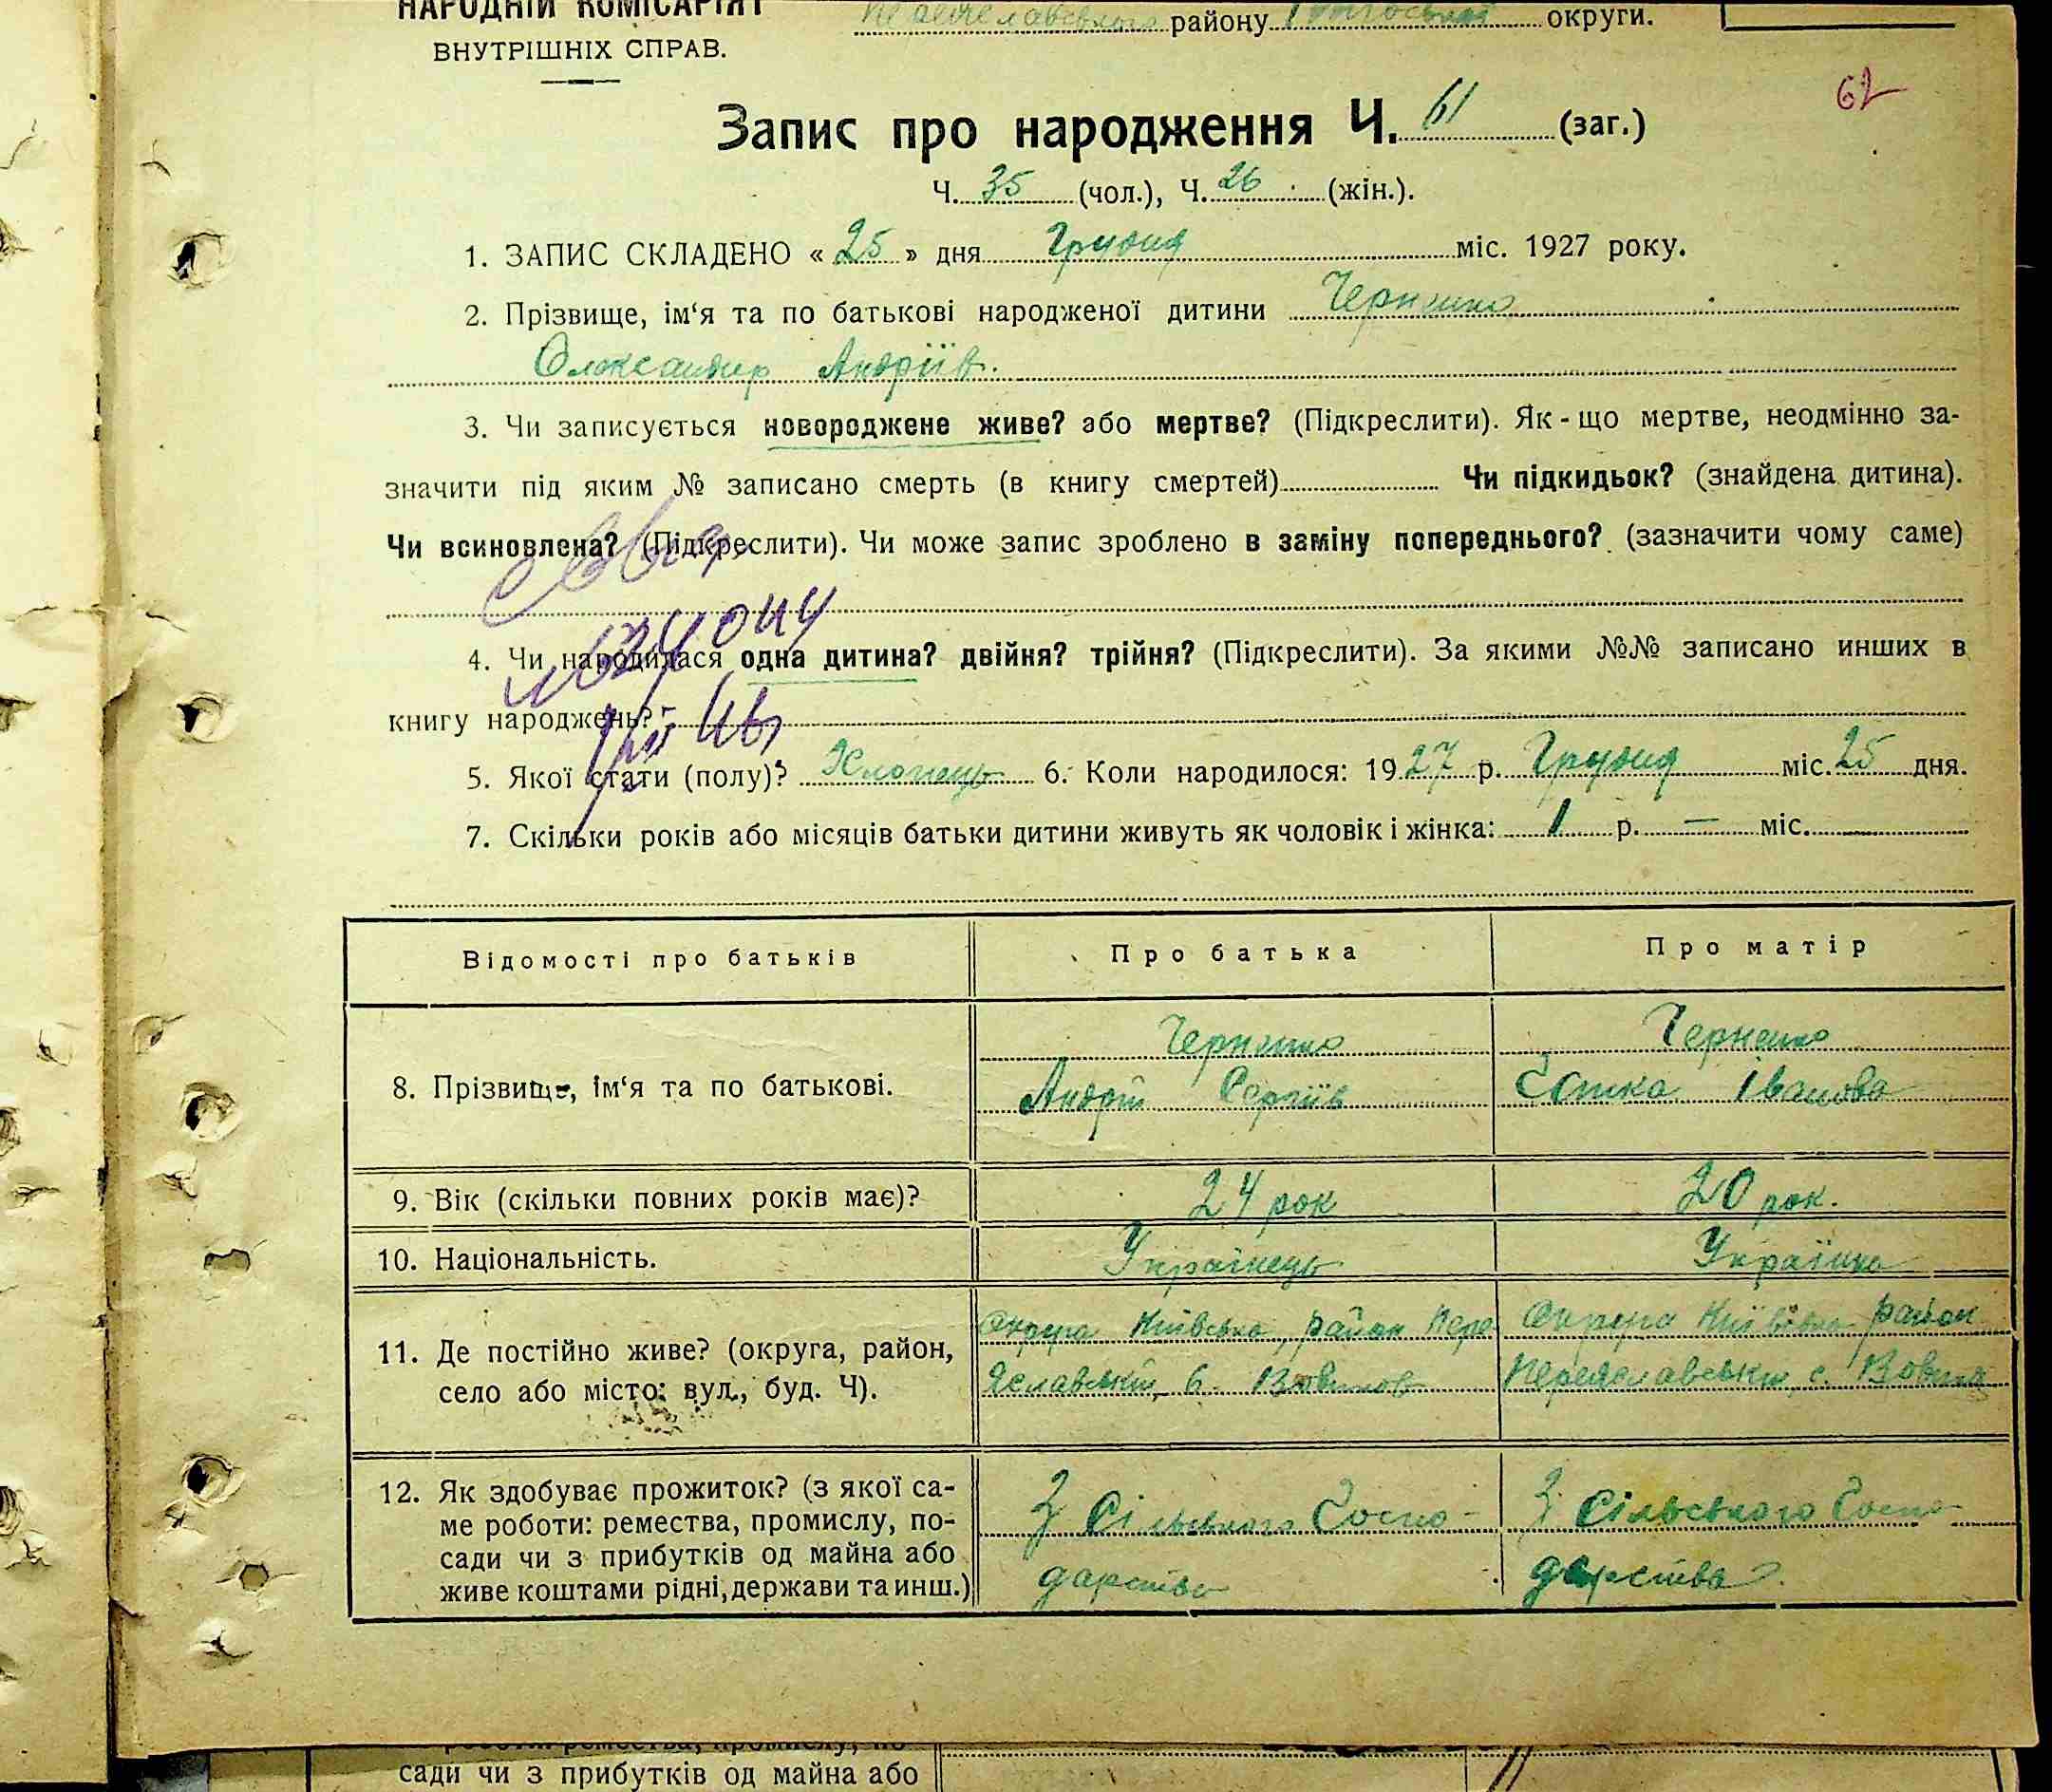 НАРОДНІЙ КОМІСАРІЯТ
ВНУТРІШНІХ СПРАВ.
району округи.
62
Запис про народження Ч. 61 (заг.)
Ч. 35 (чол.), Ч. 26 (жін.).
1. ЗАПИС СКЛАДЕНО « 25 » дня Грудня міс. 1927 року.
2. Прізвище, ім‘я та по батькові народженої дитини Черненко
Олександер Андріїв.
3. Чи записується новороджене живе? або мертве? (Підкреслити). Як-що мертве, неодмінно за-
значити під яким № записано смерть (в книгу смертей) Чи підкидьок? (знайдена дитина).
Чи всиновлена? (Підкреслити). Чи може запис зроблено в заміну попереднього? (зазначити чому саме)
4. Чи народилася одна дитина? двійня? трійня? (Підкреслити). За якими №№ записано инших в
книгу народжень? -
5. Якої стати (полу)? Хлопець 6. Коли народилося: 1927 р. Грудня міс. 25 дня.
7. Скільки років або місяців батьки дитини живуть як чоловік і жінка: 1 р. — міс.
Відомості про батьків Про батька Про матір
8. Прізвище, ім‘я та по батькові.
Черненко
Андрій Сергіїв
Черненко
Іванова
9. Вік (скільки повних років має)? 24 рок 20 рок.
10. Національність. Українець Українка
11. Де постійно живе? (округа, район,
село або місто: вул., буд. Ч).
Округа Київська, район Пере
яславський, с.
Округа Київська район
Переяславський, с.
12. Як здобуває прожиток? (з якої са-
ме роботи: ремества, промислу, по-
сади чи з прибутків од майна або
живе коштами рідні, держави та инш.)
З Сільського Госпо-
дарства
З Сільського Госпо-
дарства.
сади чи з прибутків од майна або